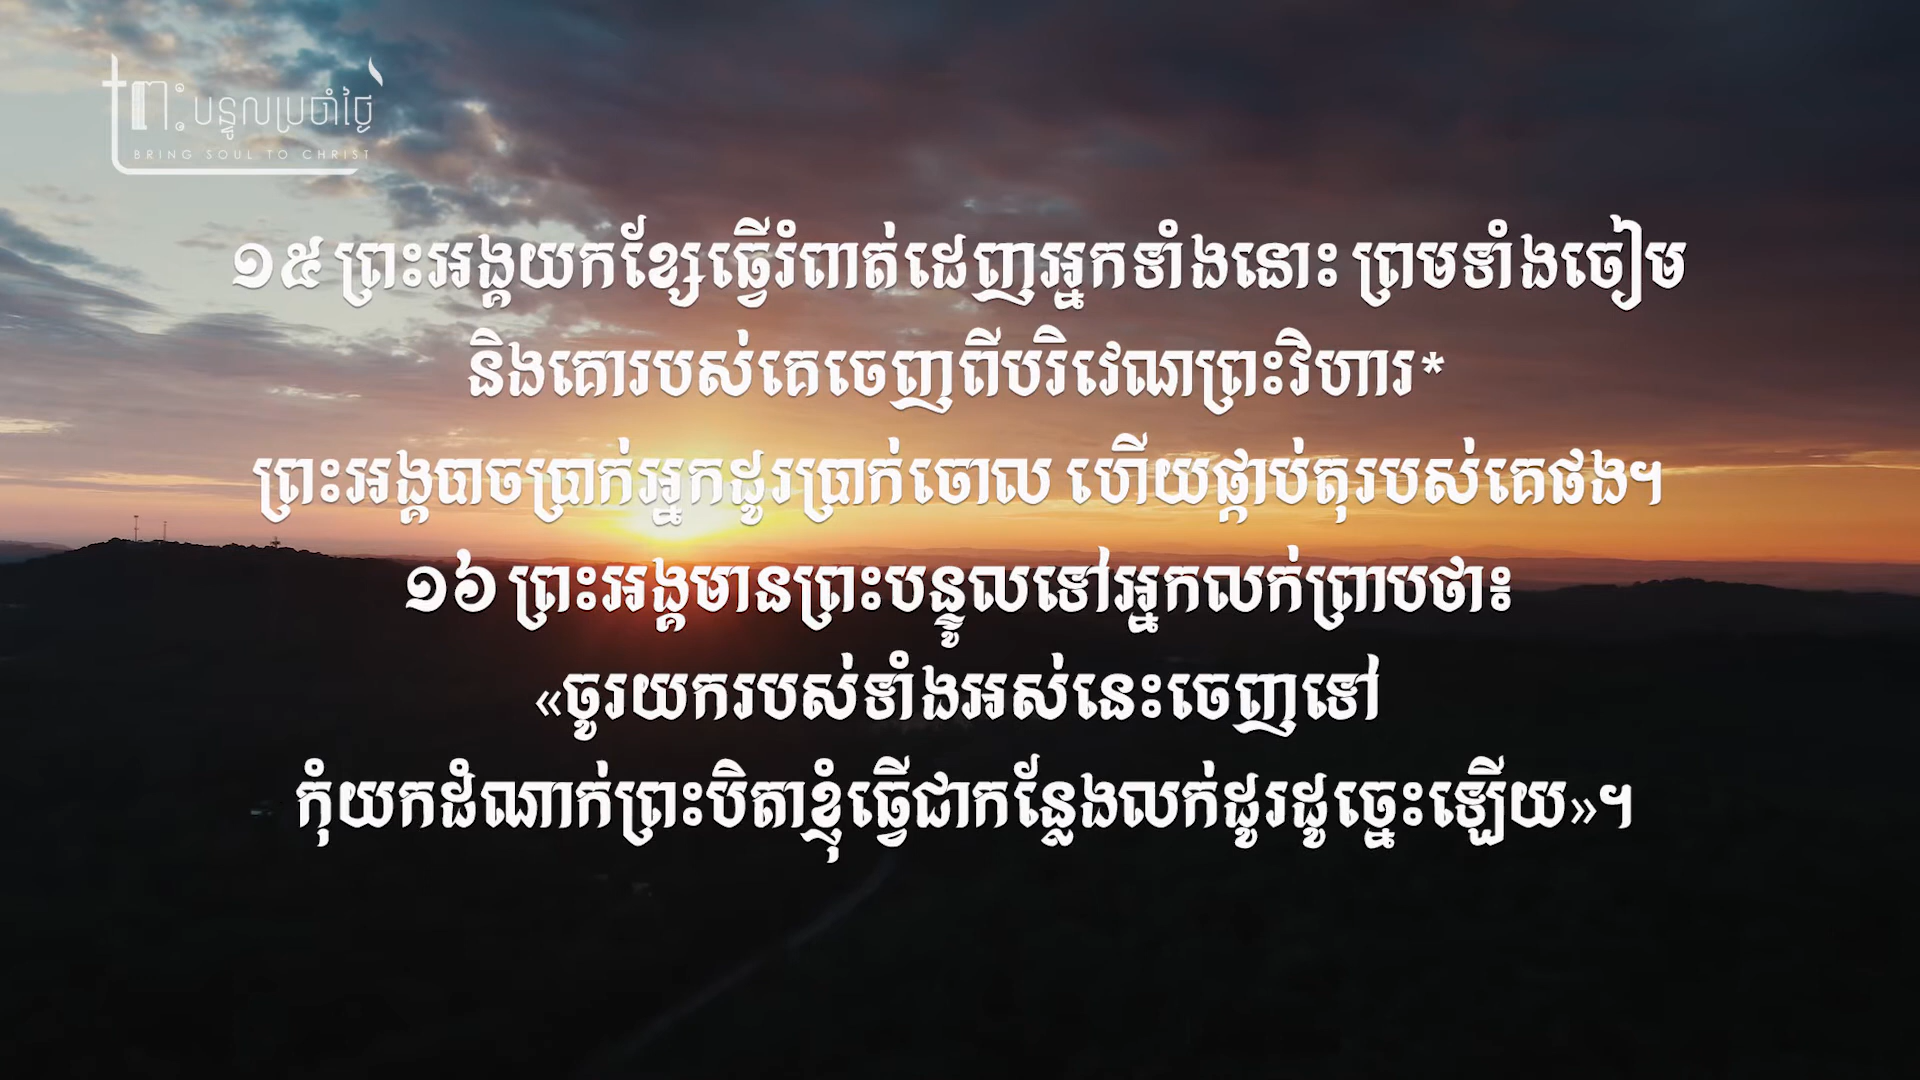 ព្រះបន្ទូលប្រចាំថ្ងៃ
BRING SOUL TO CHRIST
១៥ ព្រះអង្គយកខ្សែធ្វើរំពាត់ដេញអ្នកទាំងនោះ ព្រមទាំងចៀម
និងគោរបស់គេចេញពីបរិវេណព្រះវិហារ*
ព្រះអង្គបាចប្រាក់អ្នកដូរប្រាក់ចោល ហើយផ្កាប់តុរបស់គេផង។
១៦ ព្រះអង្គមានព្រះបន្ទូលទៅអ្នកលក់ព្រាបថា៖
«ចូរយករបស់ទាំងអស់នេះចេញទៅ
កុំយកដំណាក់ព្រះបិតាខ្ញុំធ្វើជាកន្លែងលក់ដូរដូច្នេះឡើយ»។